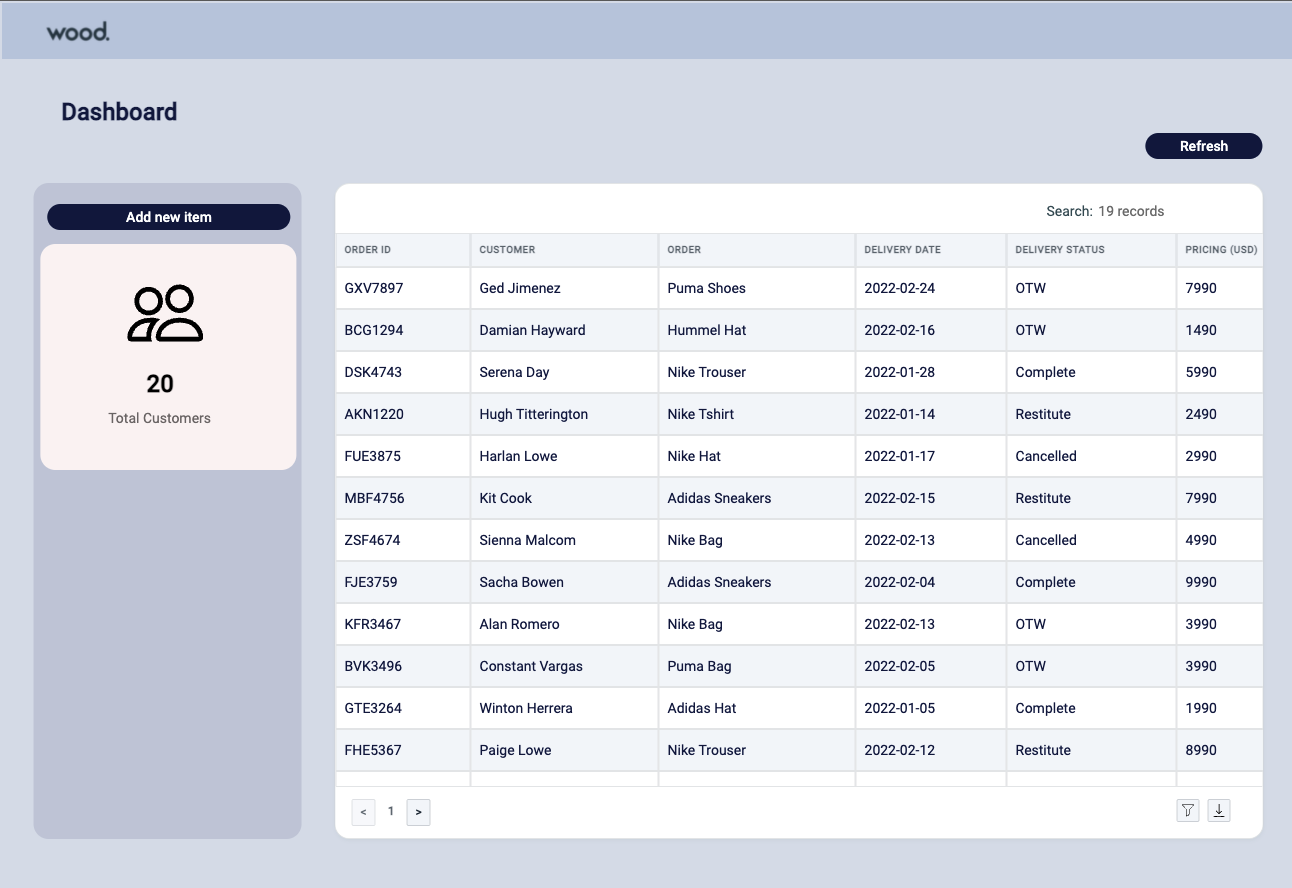 wood.
Dashboard
Refresh
Add new item
20
Total Customers
Search: 19 records
ORDER ID CUSTOMER ORDER DELIVERY DATE DELIVERY STATUS PRICING (USD)
GXV7897 Ged Jimenez Puma Shoes 2022-02-24 OTW 7990
BCG1294 Damian Hayward Hummel Hat 2022-02-16 OTW 1490
DSK4743 Serena Day Nike Trouser 2022-01-28 Complete 5990
AKN1220 Hugh Titterington Nike Tshirt 2022-01-14 Restitute 2490
FUE3875 Harlan Lowe Nike Hat 2022-01-17 Cancelled 2990
MBF4756 Kit Cook Adidas Sneakers 2022-02-15 Restitute 7990
ZSF4674 Sienna Malcom Nike Bag 2022-02-13 Cancelled 4990
FJE3759 Sacha Bowen Adidas Sneakers 2022-02-04 Complete 9990
KFR3467 Alan Romero Nike Bag 2022-02-13 OTW 3990
BVK3496 Constant Vargas Puma Bag 2022-02-05 OTW 3990
GTE3264 Winton Herrera Adidas Hat 2022-01-05 Complete 1990
FHE5367 Paige Lowe Nike Trouser 2022-02-12 Restitute 8990
< 1 >